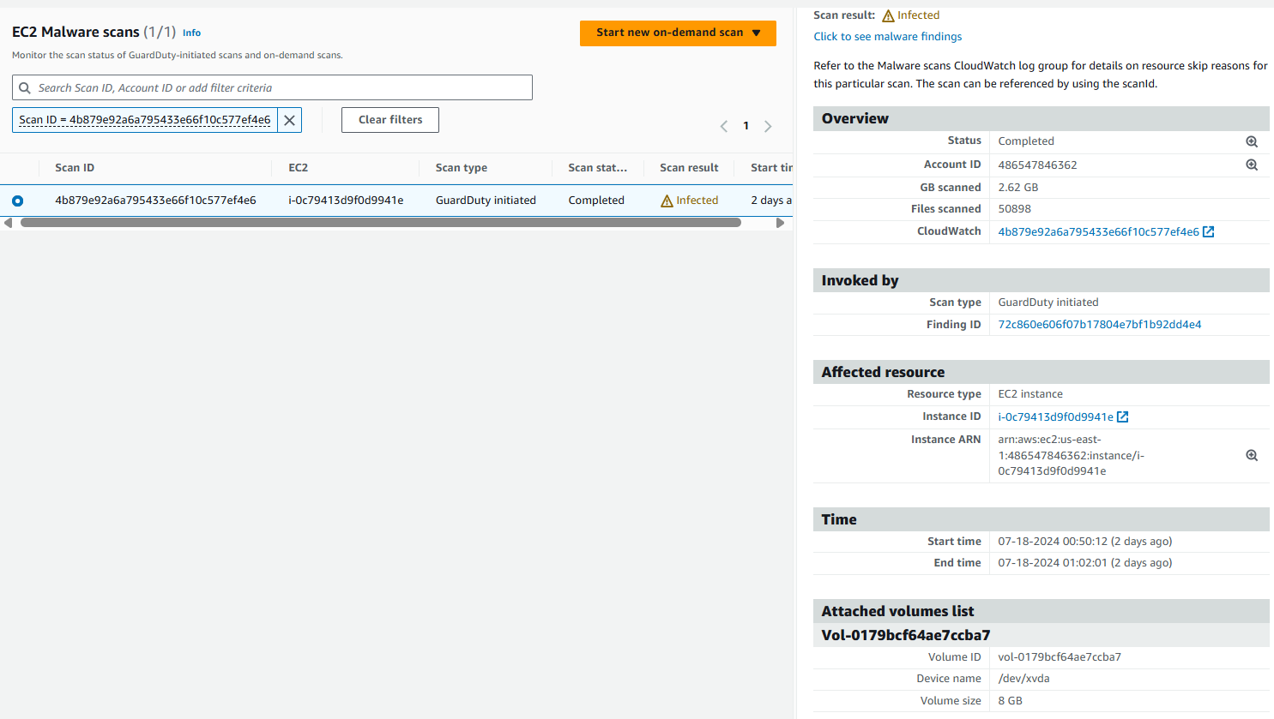 EC2 Malware scans (1/1) Info
Start new on-demand scan
Monitor the scan status of GuardDuty-initiated scans and on-demand scans.
Search Scan ID, Account ID or add filter criteria
Scan ID = 4b879e92a6a795433e66f10c577ef4e6
Clear filters
1
Scan ID EC2 Scan type Scan stat... Scan result Start tin
4b879e92a6a795433e66f10c577ef4e6 i-0c79413d9f0d9941e GuardDuty initiated Completed Infected 2 days a
Scan result: Infected
Click to see malware findings
Refer to the Malware scans CloudWatch log group for details on resource skip reasons for
this particular scan. The scan can be referenced by using the scanId.
Overview
Status Completed
Account ID 486547846362
GB scanned 2.62 GB
Files scanned 50898
CloudWatch 4b879e92a6a795433e66f10c577ef4e6
Invoked by
Scan type GuardDuty initiated
Finding ID 72c860e606f07b17804e7bf1b92dd4e4
Affected resource
Resource type EC2 instance
Instance ID i-0c79413d9f0d9941e
Instance ARN arn:aws:ec2:us-east-
1:486547846362:instance/i-
0c79413d9f0d9941e
Time
Start time 07-18-2024 00:50:12 (2 days ago)
End time 07-18-2024 01:02:01 (2 days ago)
Attached volumes list
Vol-0179bcf64ae7ccba7
Volume ID vol-0179bcf64ae7ccba7
Device name /dev/xvda
Volume size 8 GB